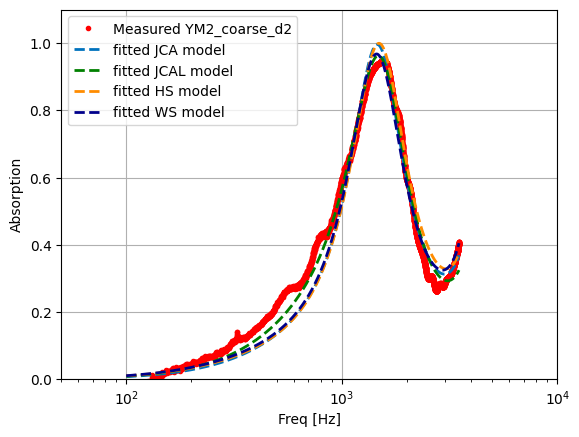 Measured YM2_coarse_d2
fitted JCA model
fitted JCAL model
fitted HS model
fitted WS model
1.0
0.8
0.6
0.4
0.2
0.0
Absorption
10² 10³ 10⁴
Freq [Hz]